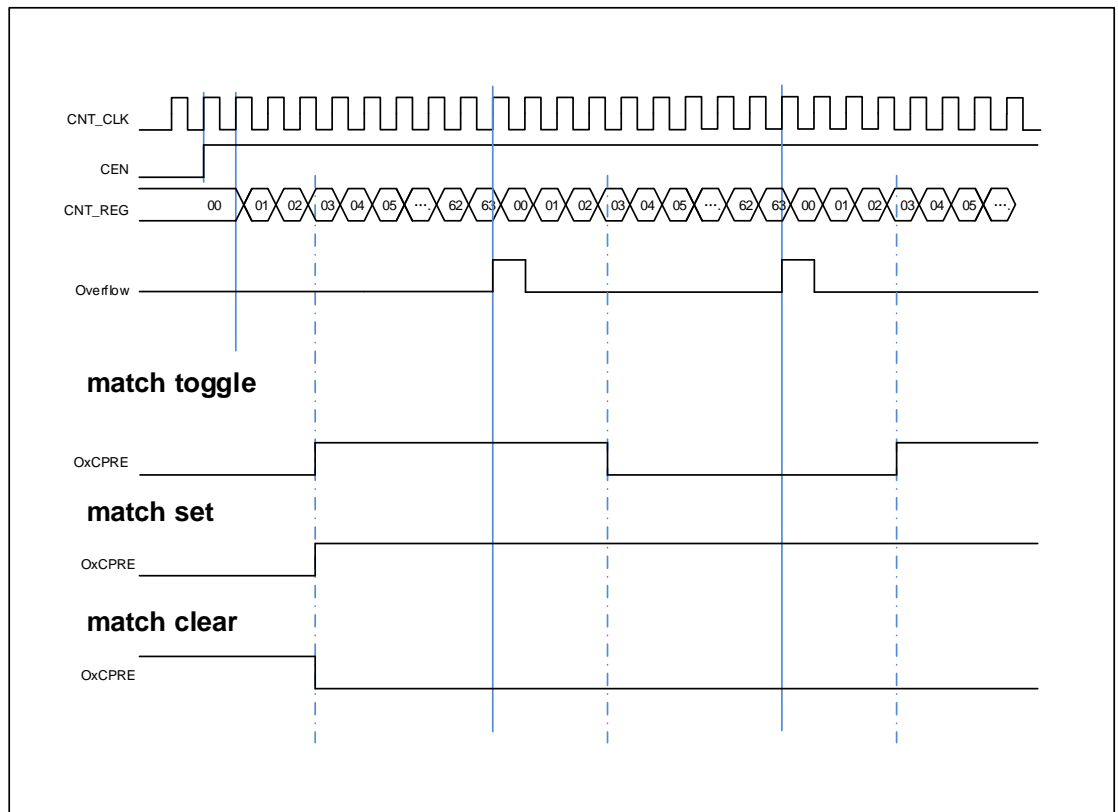 CNT_CLK
CEN
CNT_REG 00 01 02 03 04 05 ···. 62 63 00 01 02 03 04 05 ···. 62 63 00 01 02 03 04 05 ···.
Overflow
match toggle
OxCPRE
match set
OxCPRE
match clear
OxCPRE